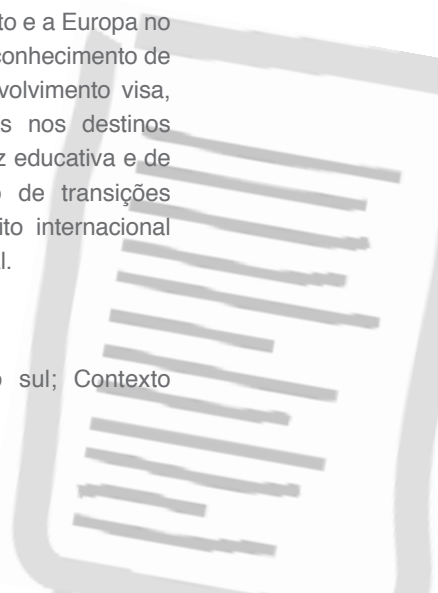 to e a Europa no
conhecimento de
volvimento visa,
s nos destinos
z educativa e de
o de transições
ito internacional
l.
o sul; Contexto